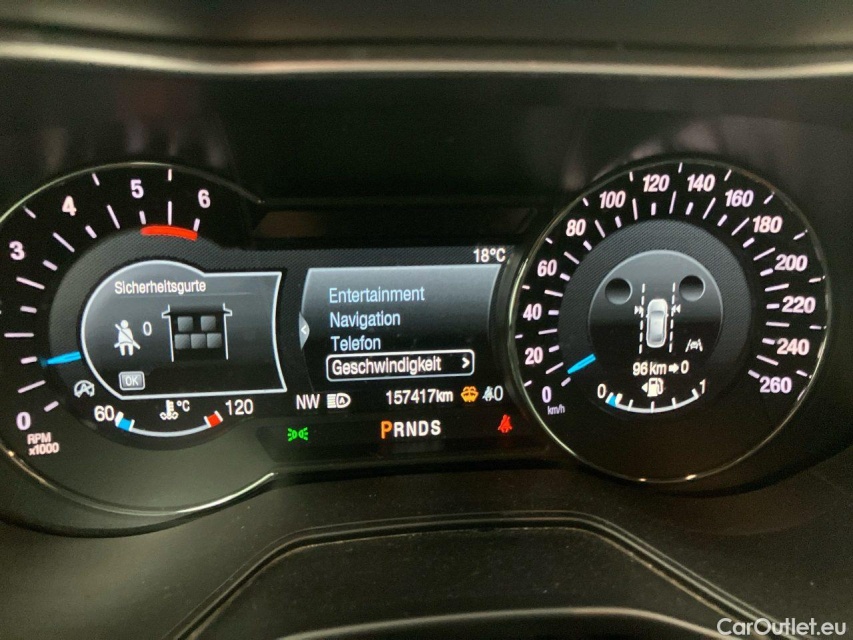 3
4
5
6
0
RPM
x1000
Sicherheitsgurte
0
OK
60
°C
120
18°C
Entertainment
Navigation
Telefon
Geschwindigkeit >
NW
A
157417km
0
PRNDS
0
20
40
60
80
100
120
140
160
180
200
220
240
260
km/h
96km→0
0
1
CarOutlet.eu